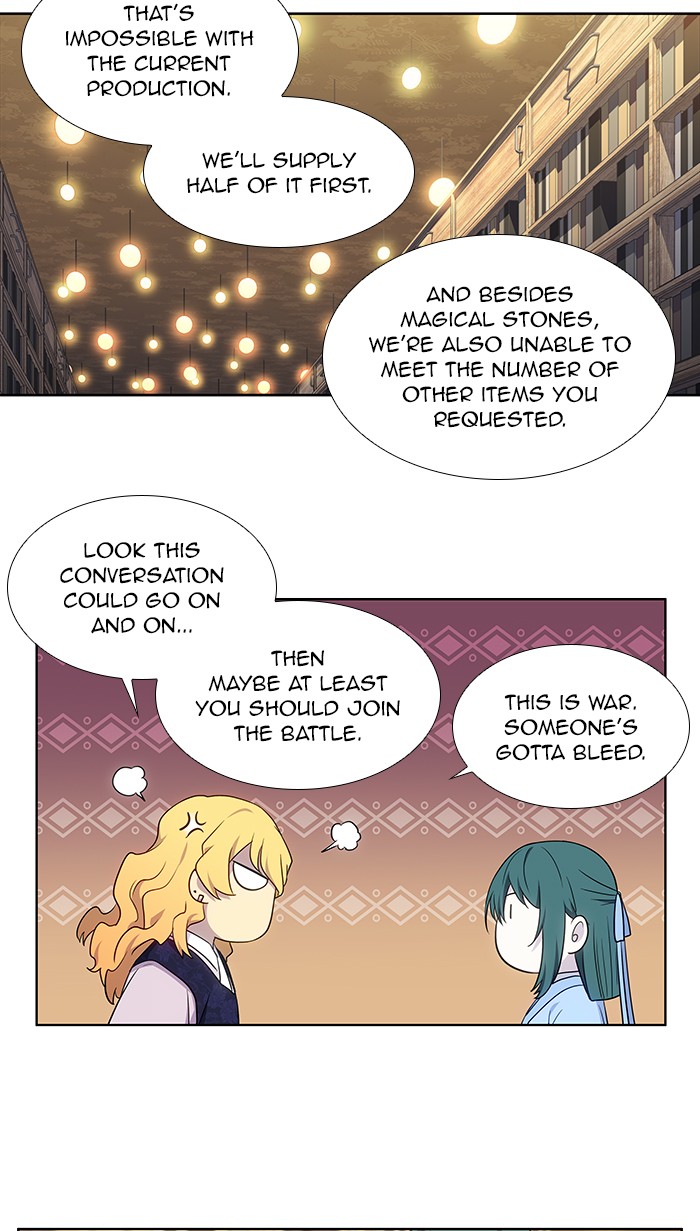 THAT'S
IMPOSSIBLE WITH
THE CURRENT
PRODUCTION.
WE'LL SUPPLY
HALF OF IT FIRST.
AND BESIDES
MAGICAL STONES,
WE'RE ALSO UNABLE TO
MEET THE NUMBER OF
OTHER ITEMS YOU
REQUESTED.
LOOK THIS
CONVERSATION
COULD GO ON
AND ON...
THEN
MAYBE AT LEAST
YOU SHOULD JOIN
THE BATTLE.
THIS IS WAR.
SOMEONE'S
GOTTA BLEED.